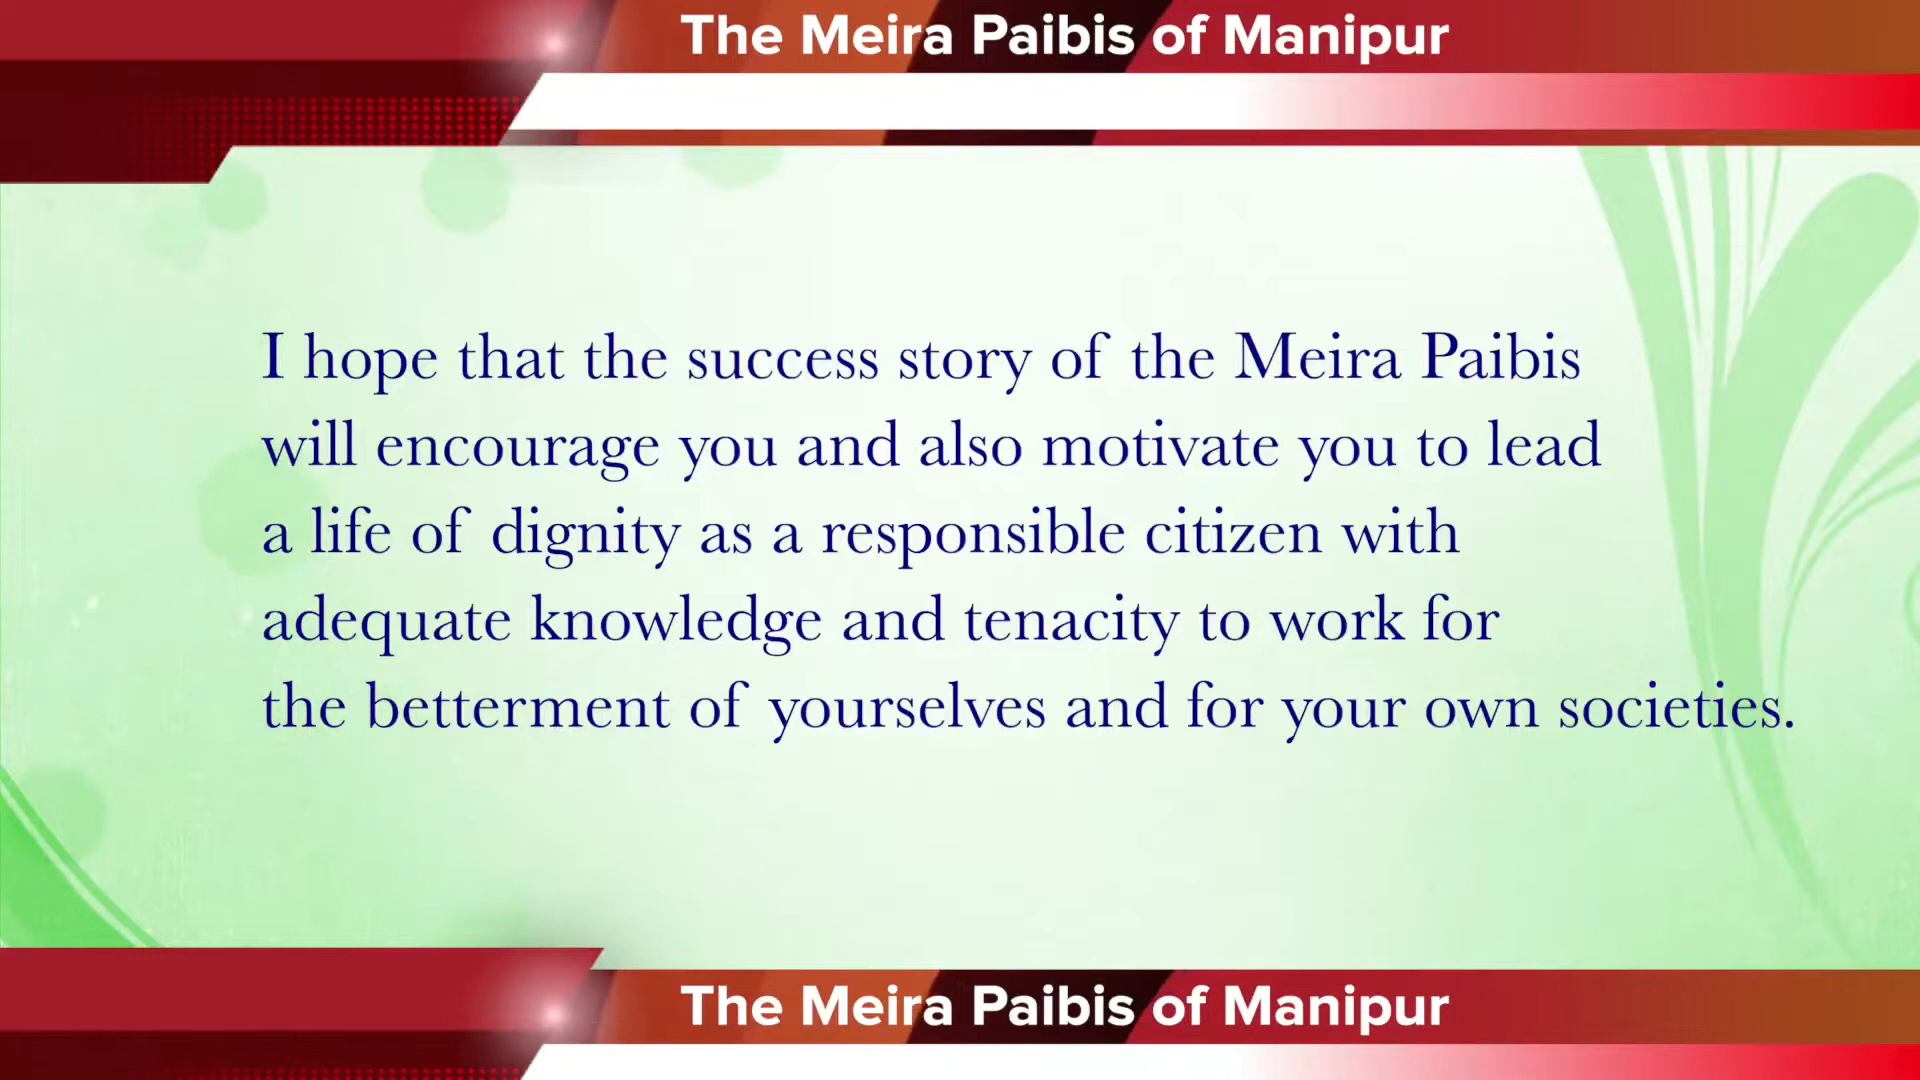 The Meira Paibis of Manipur
I hope that the success story of the Meira Paibis
will encourage you and also motivate you to lead
a life of dignity as a responsible citizen with
adequate knowledge and tenacity to work for
the betterment of yourselves and for your own societies.
The Meira Paibis of Manipur